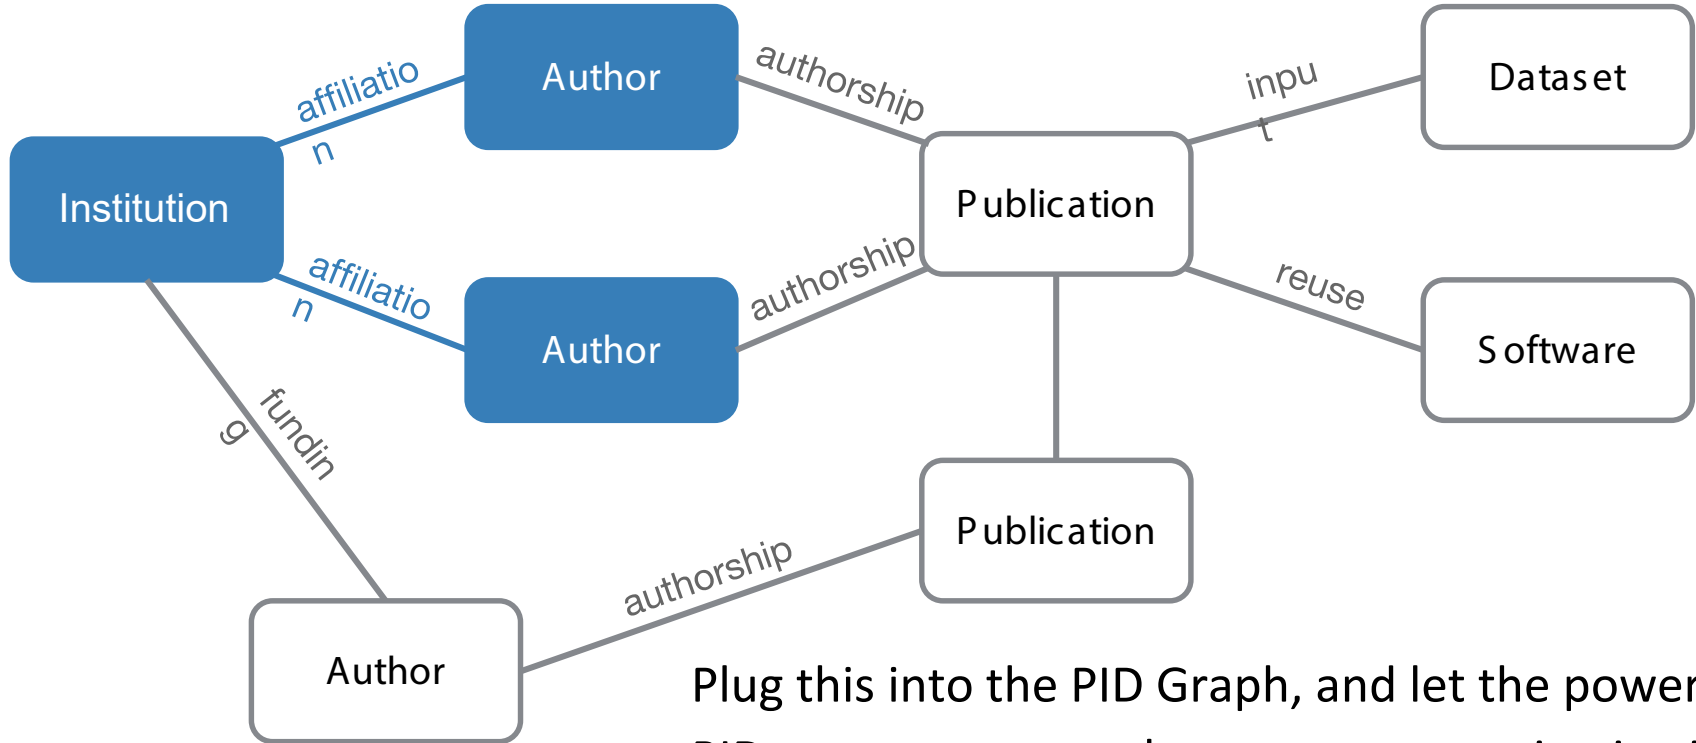 Author
affiliatio
n
authorship
inpu
t
Dataset
Institution
Publication
affiliatio
n
Author
authorship
reuse
Software
fundin
g
Publication
authorship
Author
Plug this into the PID Graph, and let the power